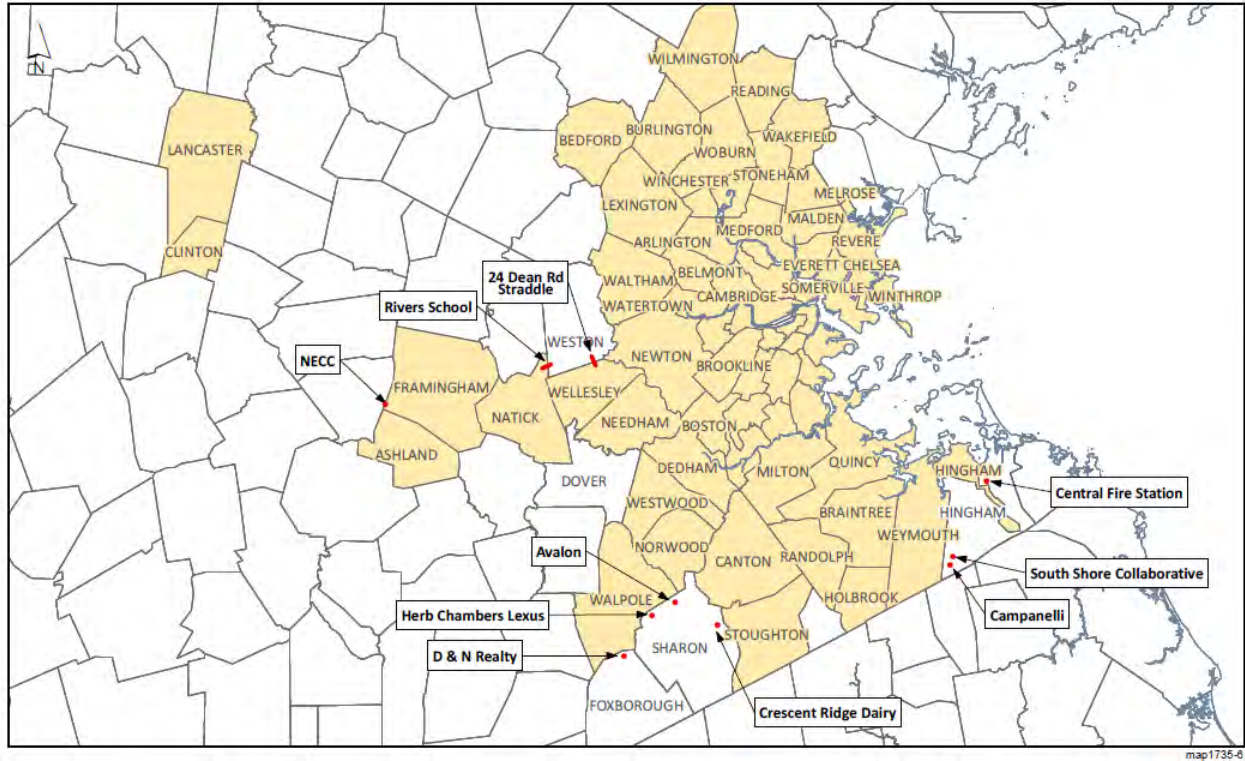 N
WILMINGTON
READING
LANCASTER
BEDFORD
BURLINGTON
WAKEFIELD
WOBURN
WINCHESTER
STONEHAM
MELROSE
LEXINGTON
MALDEN
MEDFORD
ARLINGTON
REVERE
CLINTON
24 Dean Rd
Straddle
WALTHAM
BELMONT
EVERETT
CHELSEA
SOMERVILLE
WINTHROP
WATERTOWN
CAMBRIDGE
Rivers School
WESTON
NECC
NEWTON
BROOKLINE
FRAMINGHAM
WELLESLEY
NATICK
NEEDHAM
BOSTON
ASHLAND
DEDHAM
MILTON
QUINCY
HINGHAM
DOVER
Central Fire Station
WESTWOOD
BRAINTREE
HINGHAM
WEYMOUTH
Avalon
NORWOOD
CANTON
RANDOLPH
South Shore Collaborative
WALPOLE
HOLBROOK
Herb Chambers Lexus
Campanelli
STOUGHTON
SHARON
D & N Realty
FOXBOROUGH
Crescent Ridge Dairy
map1735-6